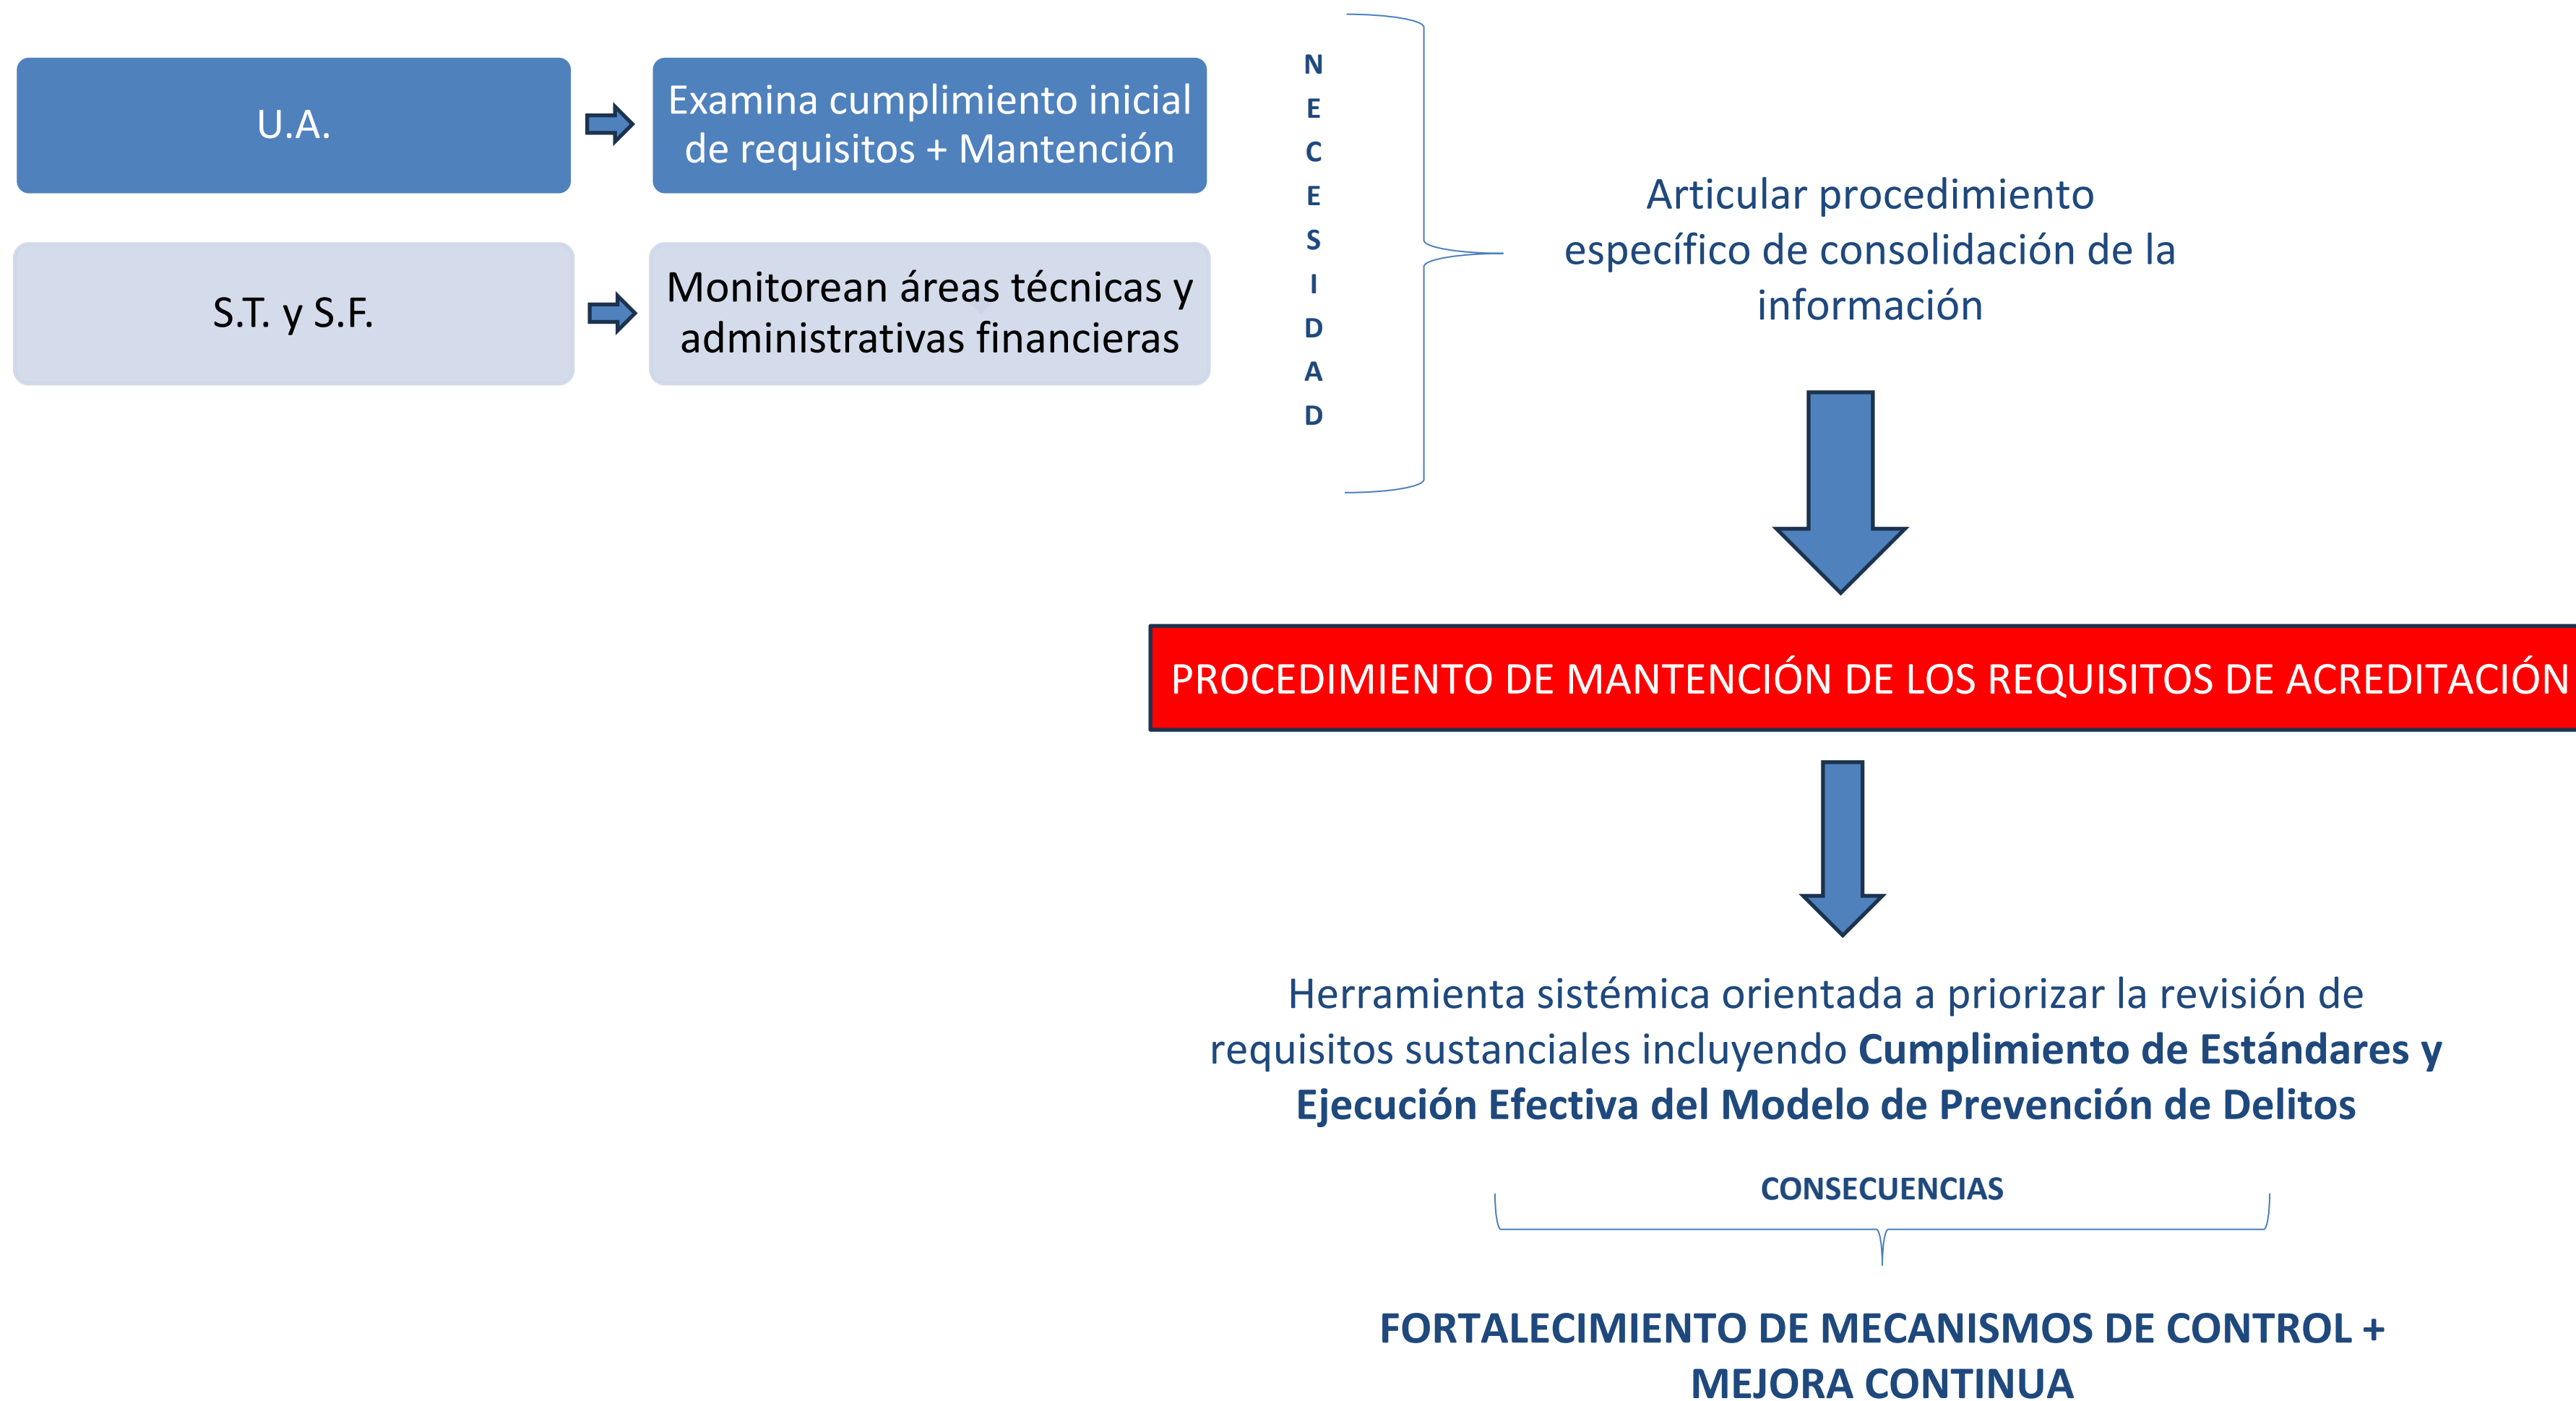 U.A.
Examina cumplimiento inicial
de requisitos + Mantención
S.T. y S.F.
Monitorean áreas técnicas y
administrativas financieras
N
E
C
E
S
I
D
A
D
Articular procedimiento
específico de consolidación de la
información
PROCEDIMIENTO DE MANTENCIÓN DE LOS REQUISITOS DE ACREDITACIÓN
Herramienta sistémica orientada a priorizar la revisión de
requisitos sustanciales incluyendo Cumplimiento de Estándares y
Ejecución Efectiva del Modelo de Prevención de Delitos
CONSECUENCIAS
FORTALECIMIENTO DE MECANISMOS DE CONTROL +
MEJORA CONTINUA